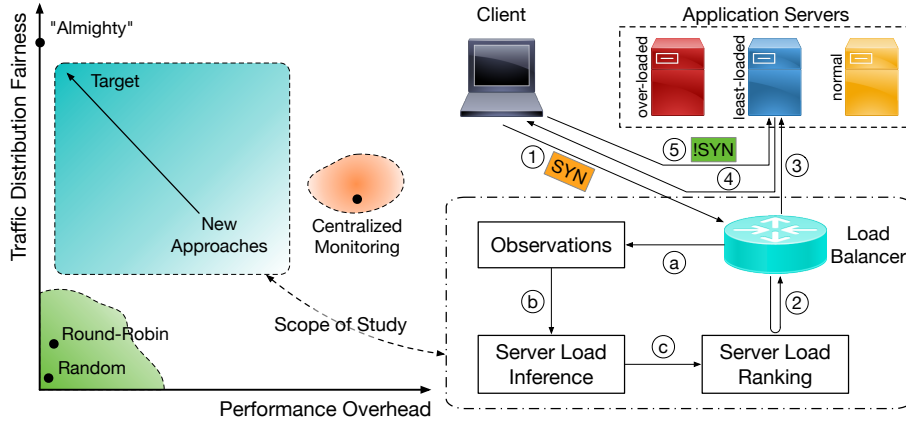 Traffic Distribution Fairness
"Almighty"
Target
New
Approaches
Centralized
Monitoring
Round-Robin
Random
Scope of Study
Performance Overhead
Client
Application Servers
over-loaded
least-loaded
normal
1
SYN
5
!SYN
4
3
Observations
a
Load
Balancer
b
2
Server Load
Inference
c
Server Load
Ranking